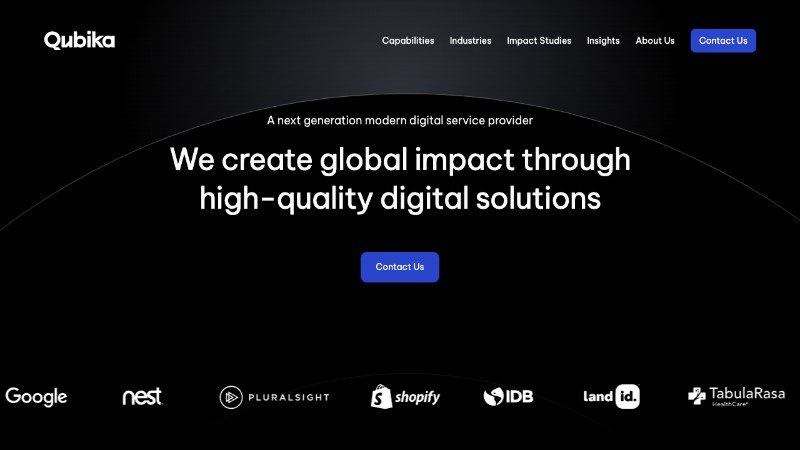 Qubika
Capabilities Industries Impact Studies Insights About Us Contact Us
A next generation modern digital service provider
We create global impact through
high-quality digital solutions
Contact Us
Google nest PLURALSIGHT shopify IDB land id. TabulaRasa
HealthCare